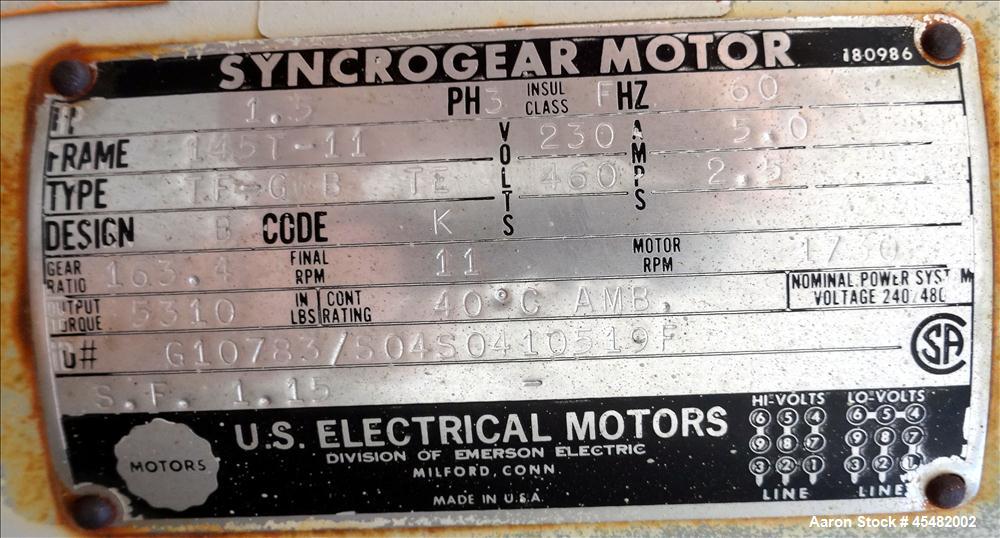 SYNCROGEAR MOTOR 180986
HP 1.5 PH 3 INSUL CLASS F HZ 60
FRAME 145T-11 VOLTS 230 AMPS 5.0
TYPE TF-G B TE 460 2.5
DESIGN B CODE K
GEAR RATIO 163.4 FINAL RPM 11 MOTOR RPM 1730
OUTPUT TORQUE 5310 IN LBS CONT RATING 40°C AMB.
NOMINAL POWER SYSTEM
VOLTAGE 240/480
ID# G10783/S04S0410519F
S.F. 1.15 -
SA
U.S. ELECTRICAL MOTORS
DIVISION OF EMERSON ELECTRIC
MILFORD, CONN.
MADE IN U.S.A.
MOTORS
HI-VOLTS
6 5 4
9 8 7
3 2 1
LINE
LO-VOLTS
6-5-4
9 8 7
3 2 1
LINE
Aaron Stock # 45482002